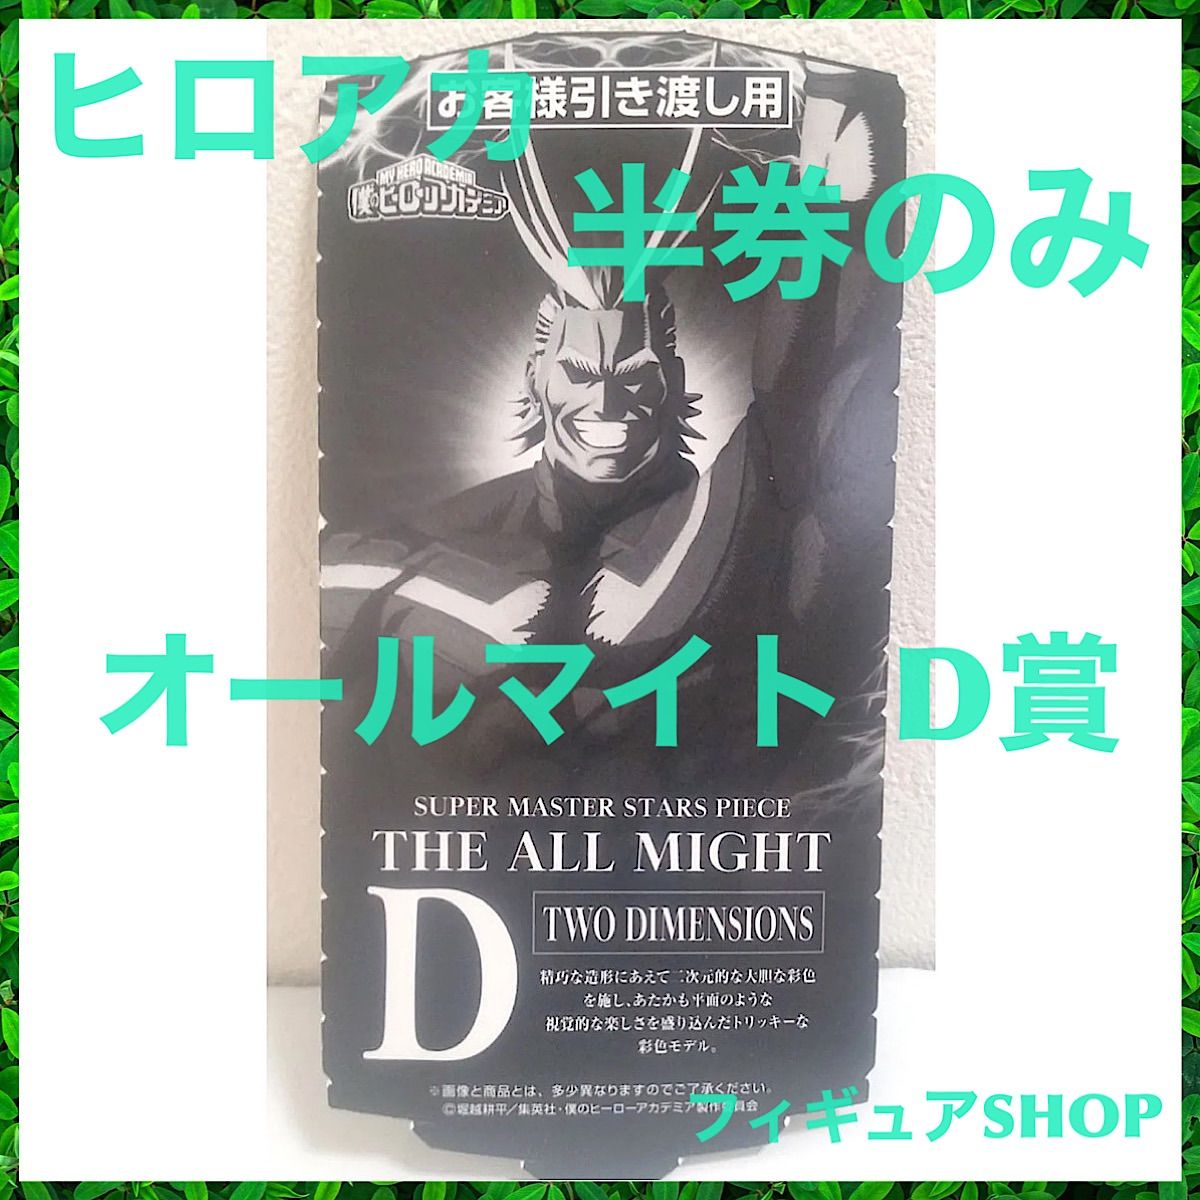 ヒロアカ
お客様引き渡し用
MY HERO ACADEMIA
僕のヒーローアカデミア
半券のみ
オールマイト D賞
SUPER MASTER STARS PIECE
THE ALL MIGHT
D
TWO DIMENSIONS
精巧な造形にあえて二次元的な大胆な彩色
を施し、あたかも平面のような
視覚的な楽しさを盛り込んだトリッキーな
彩色モデル。
※画像と商品とは、多少異なりますのでご了承ください。
©堀越耕平/集英社・僕のヒーローアカデミア製作委員会
フィギュアSHOP